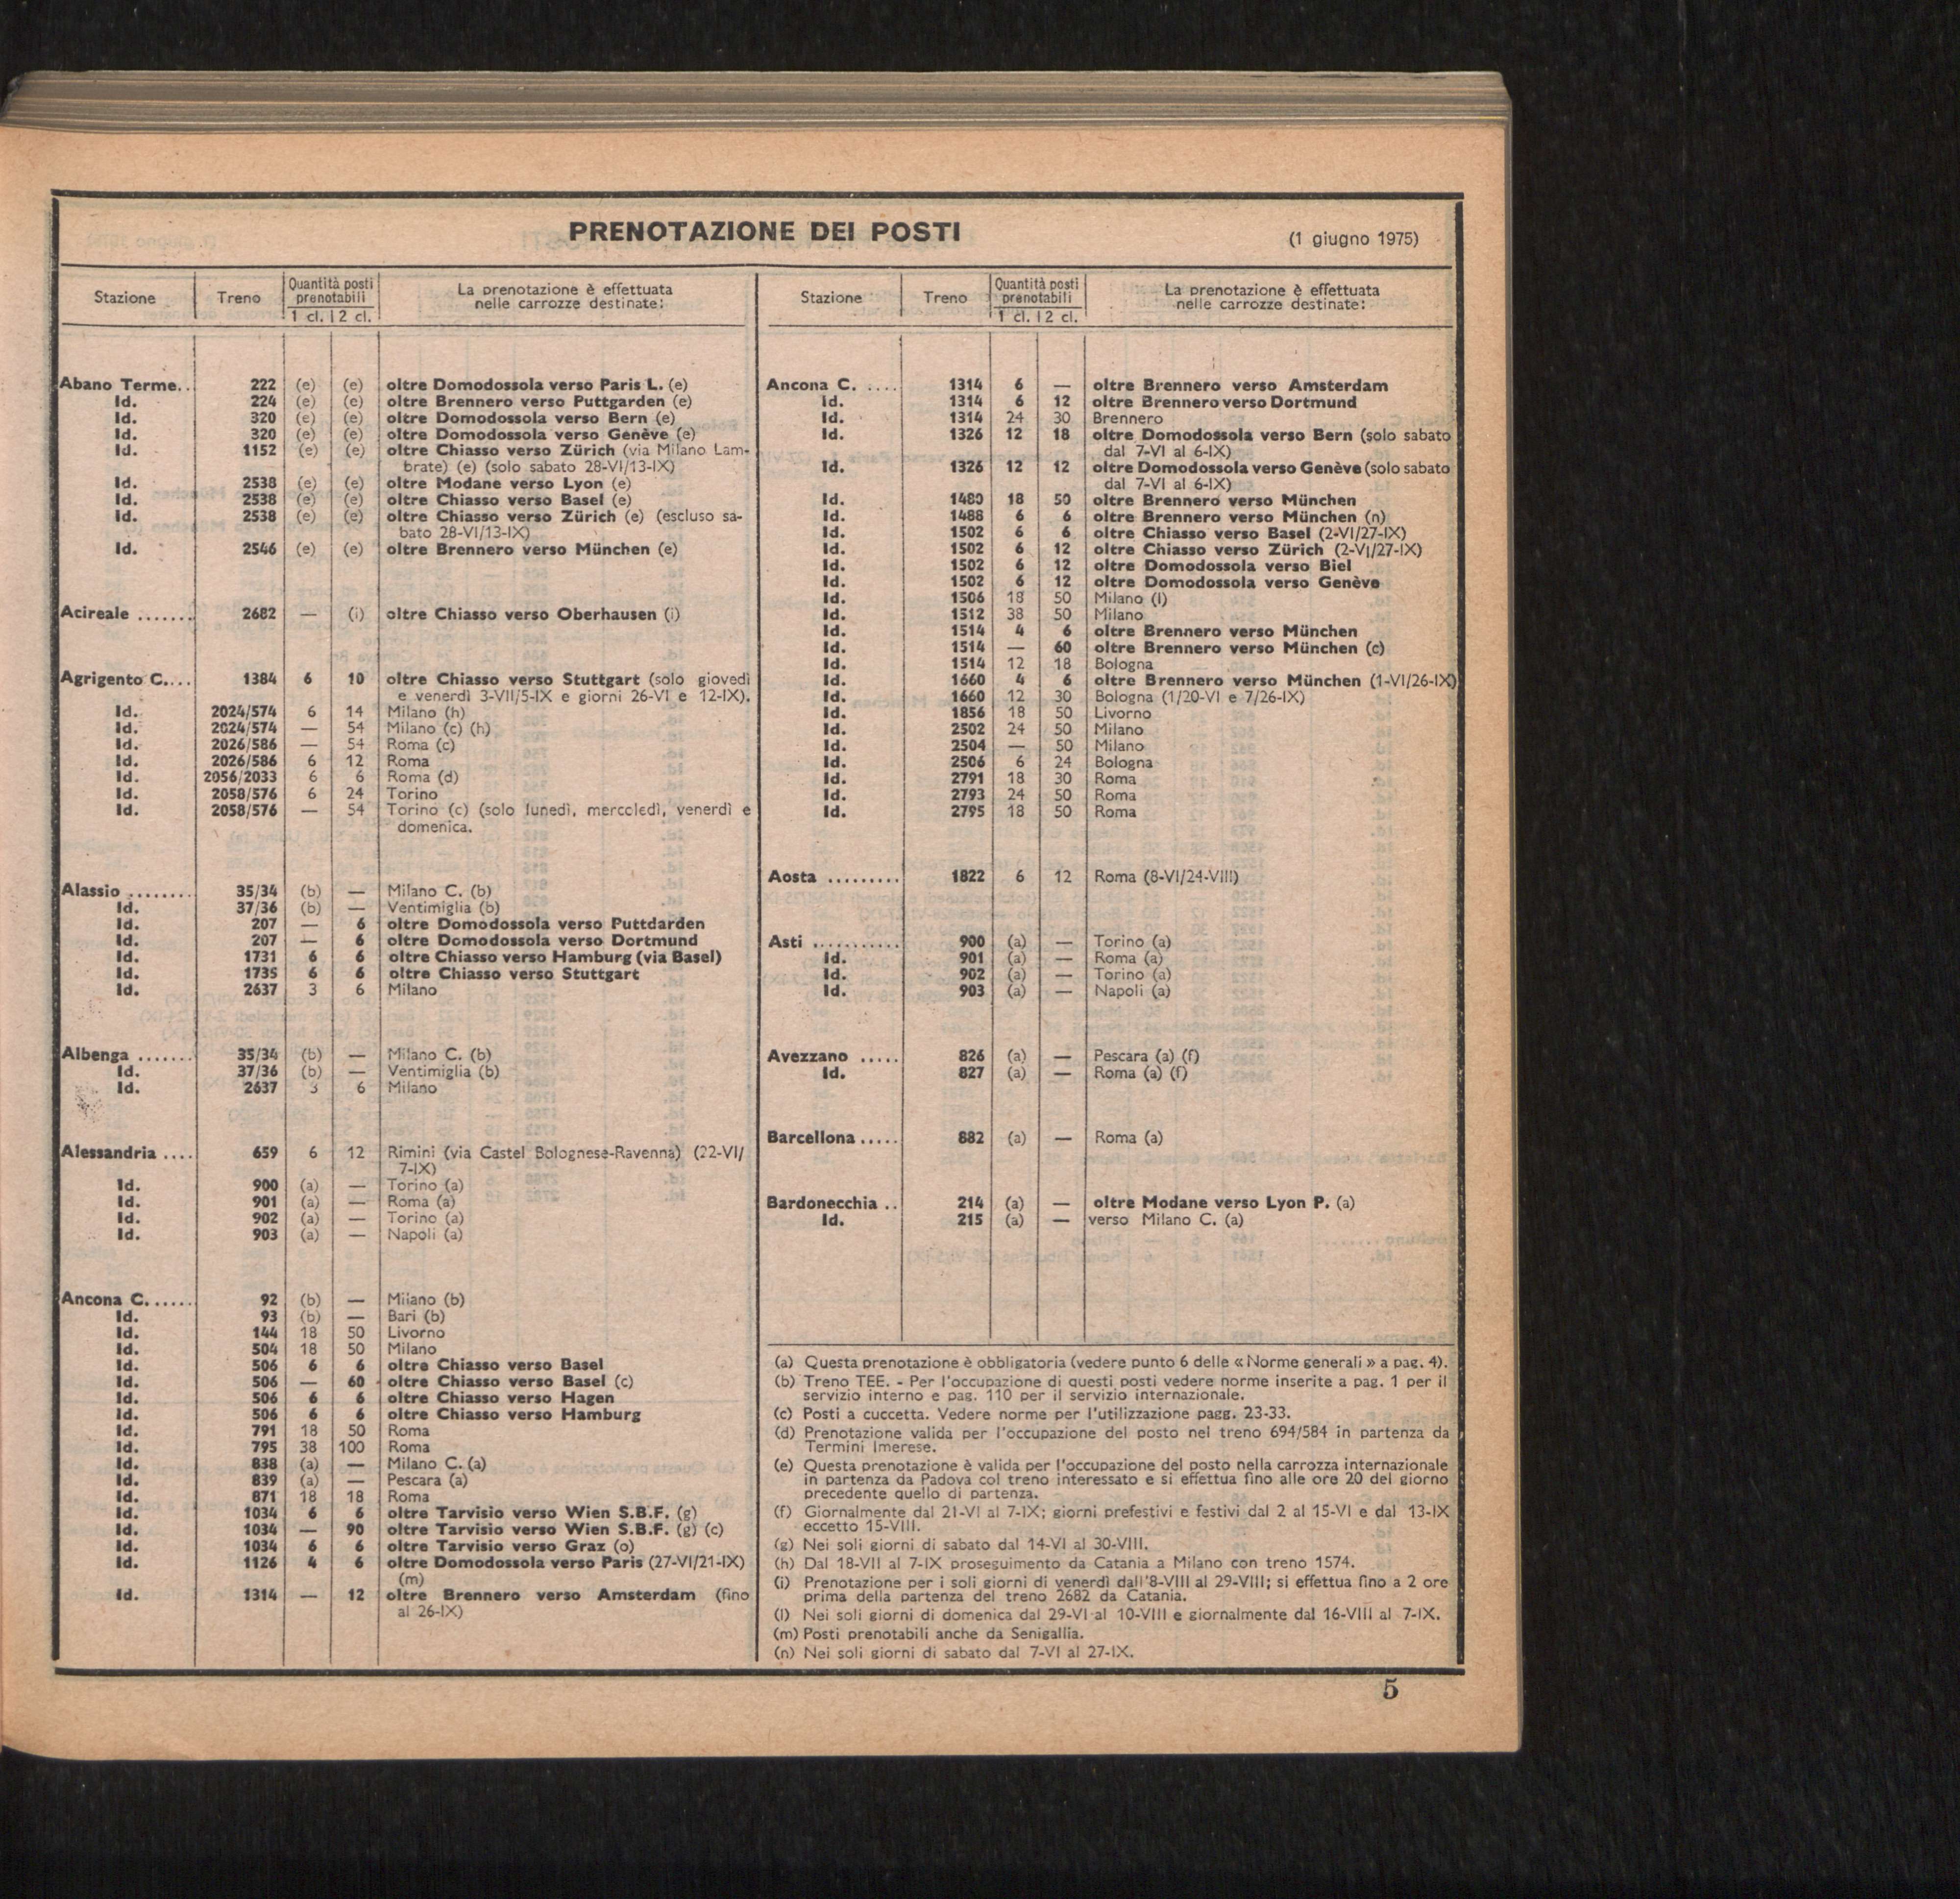 PRENOTAZIONE DEI POSTI
(1 giugno 1975)
Stazione Treno Quantità posti prenotabili 1 cl. 2 cl. La prenotazione è effettuata nelle carrozze destinate:
Abano Terme.. 222 (e) (e) oltre Domodossola verso Paris L. (e)
Id. 224 (e) (e) oltre Brennero verso Puttgarden (e)
Id. 320 (e) (e) oltre Domodossola verso Bern (e)
Id. 320 (e) (e) oltre Domodossola verso Genève (e)
Id. 1152 (e) (e) oltre Chiasso verso Zürich (via Milano Lam-
brate) (e) (solo sabato 28-VI/13-IX)
Id. 2538 (e) (e) oltre Modane verso Lyon (e)
Id. 2538 (e) (e) oltre Chiasso verso Basel (e)
Id. 2538 (e) (e) oltre Chiasso verso Zürich (e) (escluso sa-
bato 28-VI/13-IX)
Id. 2546 (e) (e) oltre Brennero verso München (e)
Acireale ....... 2682 — (i) oltre Chiasso verso Oberhausen (i)
Agrigento C.... 1384 6 10 oltre Chiasso verso Stuttgart (solo giovedì
e venerdì 3-VII/5-IX e giorni 26-VI e 12-IX).
Id. 2024/574 6 14 Milano (h)
Id. 2024/574 — 54 Milano (c) (h)
Id. 2026/586 — 54 Roma (c)
Id. 2026/586 6 12 Roma
Id. 2056/2033 6 6 Roma (d)
Id. 2058/576 6 24 Torino
Id. 2058/576 — 54 Torino (c) (solo lunedì, mercoledì, venerdì e
domenica.
Alassio ........ 35/34 (b) — Milano C. (b)
Id. 37/36 (b) — Ventimiglia (b)
Id. 207 — 6 oltre Domodossola verso Puttdarden
Id. 207 — 6 oltre Domodossola verso Dortmund
Id. 1731 6 6 oltre Chiasso verso Hamburg (via Basel)
Id. 1735 6 6 oltre Chiasso verso Stuttgart
Id. 2637 3 6 Milano
Albenga ....... 35/34 (b) — Milano C. (b)
Id. 37/36 (b) — Ventimiglia (b)
Id. 2637 3 6 Milano
Alessandria .... 659 6 12 Rimini (via Castel Bolognese-Ravenna) (22-VI/
7-IX)
Id. 900 (a) — Torino (a)
Id. 901 (a) — Roma (a)
Id. 902 (a) — Torino (a)
Id. 903 (a) — Napoli (a)
Ancona C...... 92 (b) — Milano (b)
Id. 93 (b) — Bari (b)
Id. 144 18 50 Livorno
Id. 504 18 50 Milano
Id. 506 6 6 oltre Chiasso verso Basel
Id. 506 — 60 oltre Chiasso verso Basel (c)
Id. 506 6 6 oltre Chiasso verso Hagen
Id. 506 6 6 oltre Chiasso verso Hamburg
Id. 791 18 50 Roma
Id. 795 38 100 Roma
Id. 838 (a) — Milano C. (a)
Id. 839 (a) — Pescara (a)
Id. 871 18 18 Roma
Id. 1034 6 6 oltre Tarvisio verso Wien S.B.F. (g)
Id. 1034 — 90 oltre Tarvisio verso Wien S.B.F. (g) (c)
Id. 1034 6 6 oltre Tarvisio verso Graz (o)
Id. 1126 4 6 oltre Domodossola verso Paris (27-VI/21-IX)
(m)
Id. 1314 — 12 oltre Brennero verso Amsterdam (fino
al 26-IX)
Stazione Treno Quantità posti prenotabili 1 cl. 2 cl. La prenotazione è effettuata nelle carrozze destinate:
Ancona C. .... 1314 6 — oltre Brennero verso Amsterdam
Id. 1314 6 12 oltre Brennero verso Dortmund
Id. 1314 24 30 Brennero
Id. 1326 12 18 oltre Domodossola verso Bern (solo sabato
dal 7-VI al 6-IX)
Id. 1326 12 12 oltre Domodossola verso Genève (solo sabato
dal 7-VI al 6-IX)
Id. 1480 18 50 oltre Brennero verso München
Id. 1488 6 6 oltre Brennero verso München (n)
Id. 1502 6 6 oltre Chiasso verso Basel (2-VI/27-IX)
Id. 1502 6 12 oltre Chiasso verso Zürich (2-VI/27-IX)
Id. 1502 6 12 oltre Domodossola verso Biel
Id. 1502 6 12 oltre Domodossola verso Genève
Id. 1506 18 50 Milano (l)
Id. 1512 38 50 Milano
Id. 1514 4 6 oltre Brennero verso München
Id. 1514 — 60 oltre Brennero verso München (c)
Id. 1514 12 18 Bologna
Id. 1660 4 6 oltre Brennero verso München (1-VI/26-IX)
Id. 1660 12 30 Bologna (1/20-VI e 7/26-IX)
Id. 1856 18 50 Livorno
Id. 2502 24 50 Milano
Id. 2504 — 50 Milano
Id. 2506 6 24 Bologna
Id. 2791 18 30 Roma
Id. 2793 24 50 Roma
Id. 2795 18 50 Roma
Aosta ......... 1822 6 12 Roma (8-VI/24-VIII)
Asti ........... 900 (a) — Torino (a)
Id. 901 (a) — Roma (a)
Id. 902 (a) — Torino (a)
Id. 903 (a) — Napoli (a)
Avezzano ..... 826 (a) — Pescara (a) (f)
Id. 827 (a) — Roma (a) (f)
Barcellona ..... 882 (a) — Roma (a)
Bardonecchia .. 214 (a) — oltre Modane verso Lyon P. (a)
Id. 215 (a) — verso Milano C. (a)
(a) Questa prenotazione è obbligatoria (vedere punto 6 delle « Norme generali » a pag. 4).
(b) Treno TEE. - Per l'occupazione di questi posti vedere norme inserite a pag. 1 per il
servizio interno e pag. 110 per il servizio internazionale.
(c) Posti a cuccetta. Vedere norme per l'utilizzazione pagg. 23-33.
(d) Prenotazione valida per l'occupazione del posto nel treno 694/584 in partenza da
Termini Imerese.
(e) Questa prenotazione è valida per l'occupazione del posto nella carrozza internazionale
in partenza da Padova col treno interessato e si effettua fino alle ore 20 del giorno
precedente quello di partenza.
(f) Giornalmente dal 21-VI al 7-IX; giorni prefestivi e festivi dal 2 al 15-VI e dal 13-IX
eccetto 15-VIII.
(g) Nei soli giorni di sabato dal 14-VI al 30-VIII.
(h) Dal 18-VII al 7-IX proseguimento da Catania a Milano con treno 1574.
(i) Prenotazione per i soli giorni di venerdì dall'8-VIII al 29-VIII; si effettua fino a 2 ore
prima della partenza del treno 2682 da Catania.
(l) Nei soli giorni di domenica dal 29-VI al 10-VIII e giornalmente dal 16-VIII al 7-IX.
(m) Posti prenotabili anche da Senigallia.
(n) Nei soli giorni di sabato dal 7-VI al 27-IX.
5